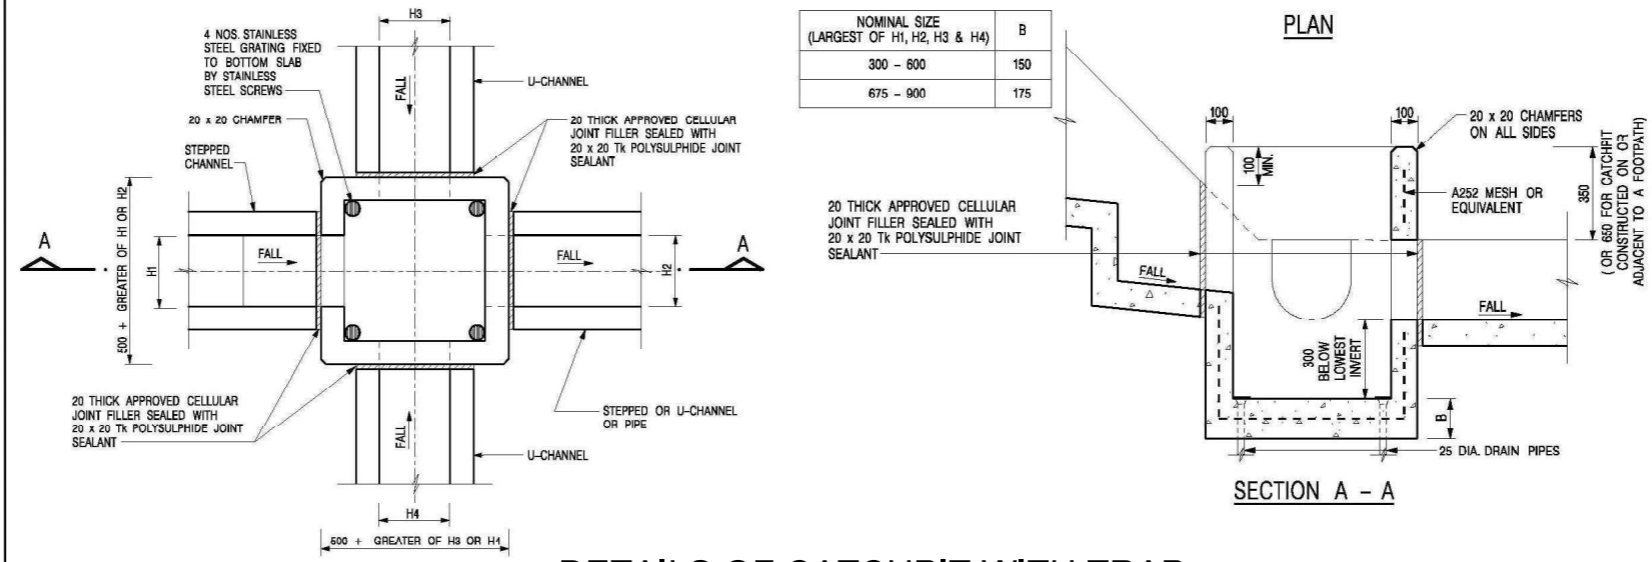 H3
4 NOS. STAINLESS
STEEL GRATING FIXED
TO BOTTOM SLAB
BY STAINLESS
STEEL SCREWS
FALL
U-CHANNEL
20 x 20 CHAMFER
20 THICK APPROVED CELLULAR
JOINT FILLER SEALED WITH
20 x 20 Tk POLYSULPHIDE JOINT
SEALANT
STEPPED
CHANNEL
500 + GREATER OF H1 OR H2
A
H1
FALL
FALL
H2
A
20 THICK APPROVED CELLULAR
JOINT FILLER SEALED WITH
20 x 20 Tk POLYSULPHIDE JOINT
SEALANT
STEPPED OR U-CHANNEL
OR PIPE
FALL
U-CHANNEL
H4
500 + GREATER OF H3 OR H4
NOMINAL SIZE
(LARGEST OF H1, H2, H3 & H4)
B
300 - 600
150
675 - 900
175
PLAN
100
100
20 x 20 CHAMFERS
ON ALL SIDES
100
MIN.
A252 MESH OR
EQUIVALENT
350
(OR 650 FOR CATCHPIT
CONSTRUCTED ON OR
ADJACENT TO A FOOTPATH)
20 THICK APPROVED CELLULAR
JOINT FILLER SEALED WITH
20 x 20 Tk POLYSULPHIDE JOINT
SEALANT
FALL
FALL
300
BELOW
LOWEST
INVERT
B
25 DIA. DRAIN PIPES
SECTION A - A
DETAILS OF CATCHPIT WITH TRAP